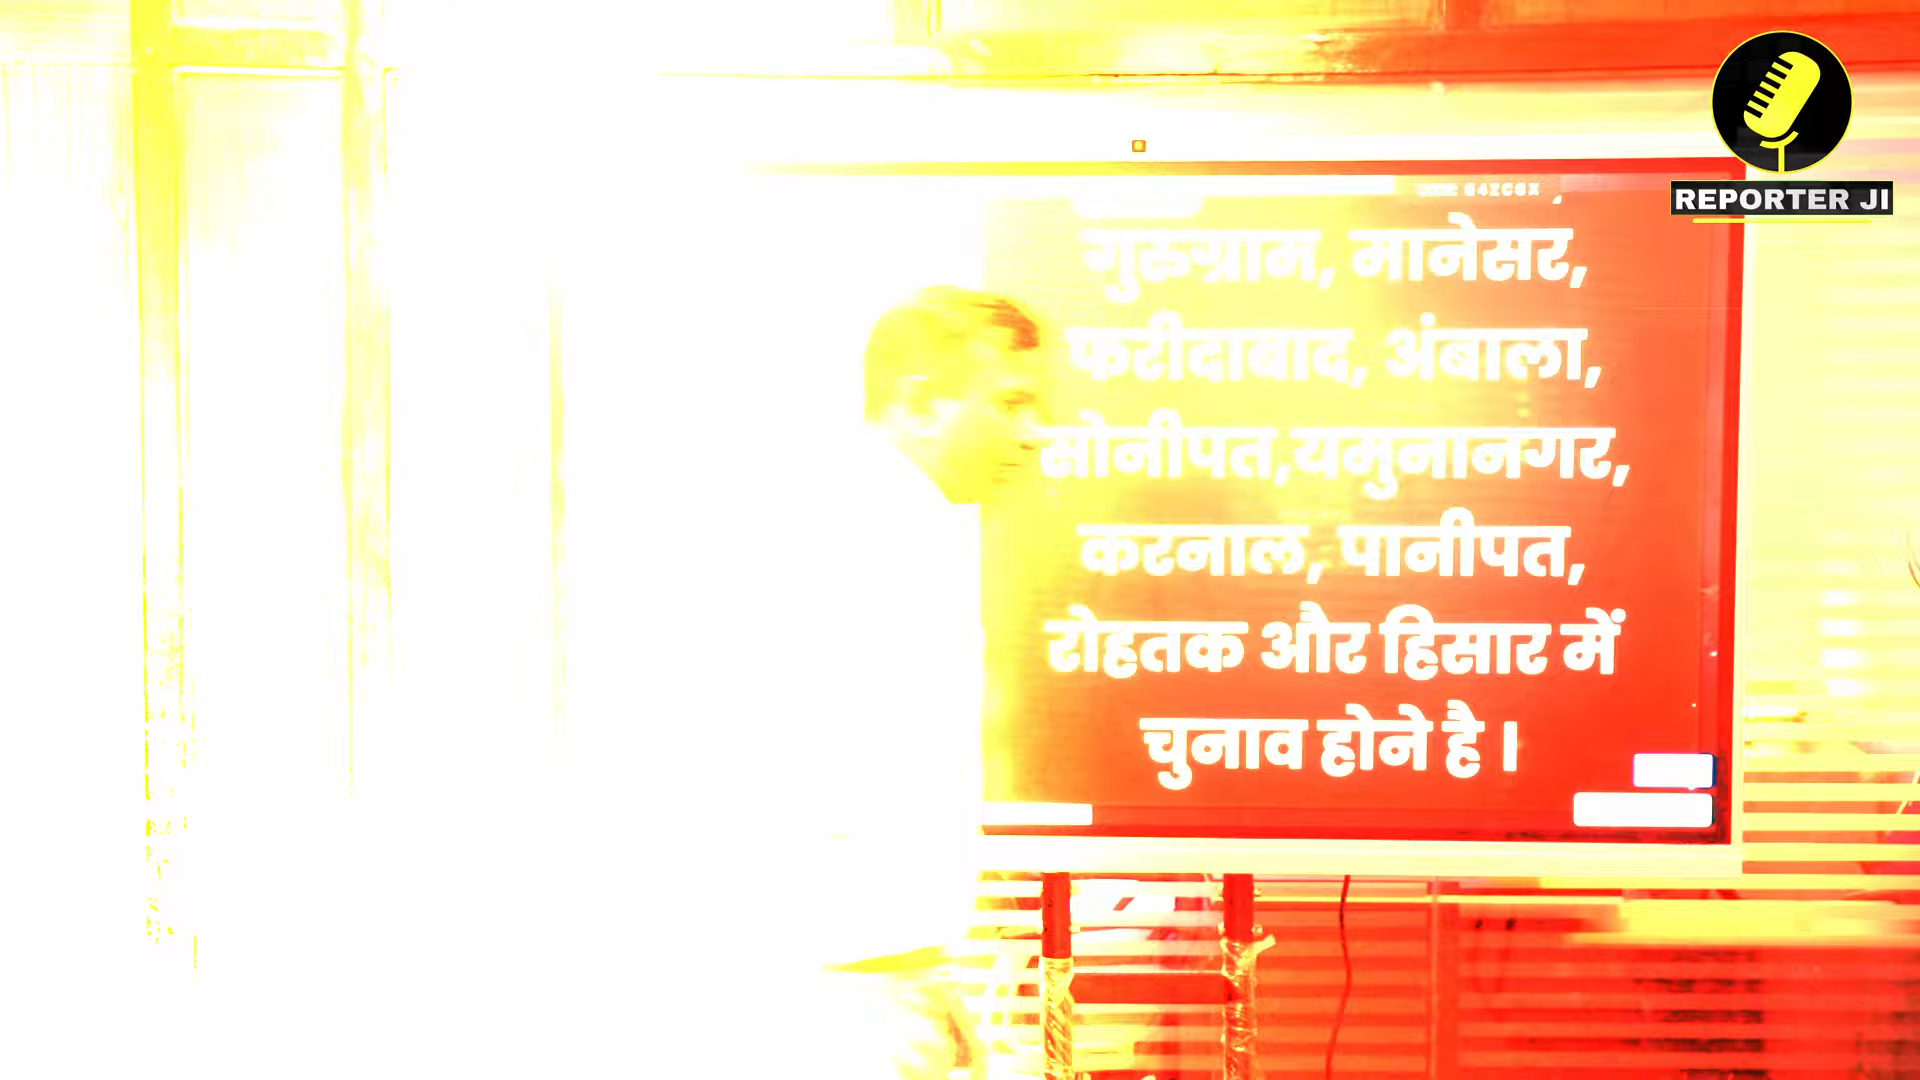 REPORTER JI
गुरुग्राम, मानेसर,
फरीदाबाद, अंबाला,
सोनीपत,यमुनानगर,
करनाल, पानीपत,
रोहतक और हिसार में
चुनाव होने है ।